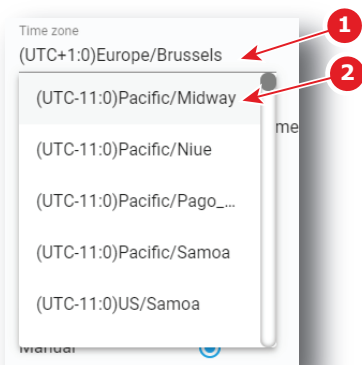 Time zone
1
(UTC+1:0)Europe/Brussels
2
(UTC-11:0)Pacific/Midway
me
(UTC-11:0)Pacific/Niue
(UTC-11:0)Pacific/Pago_...
(UTC-11:0)Pacific/Samoa
(UTC-11:0)US/Samoa
Manual